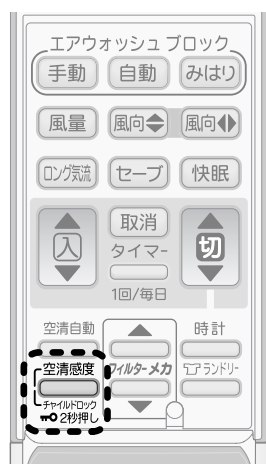 エアウォッシュ ブロック
手動 自動 みはり
風量 風向 風向
ロング気流 セーブ 快眠
入 取消 切
タイマー
1回/毎日
空清自動 時計
空清感度 フィルターメカ ランドリー
チャイルドロック
2秒押し